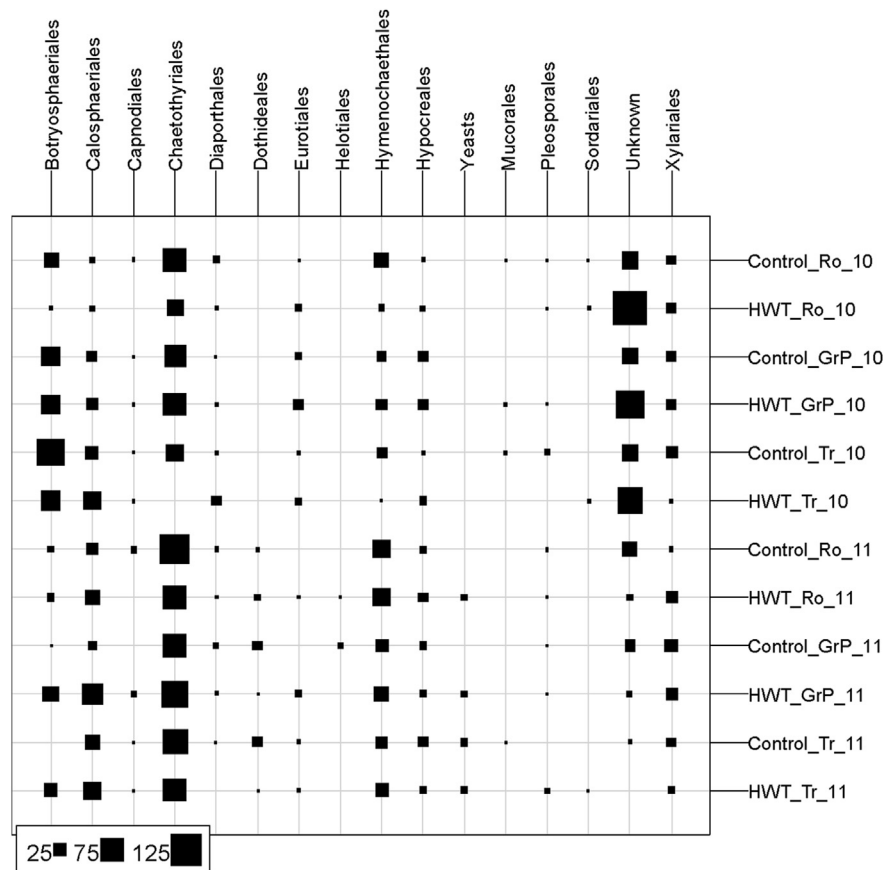 Botryosphaeriales
Calosphaeriales
Capnodiales
Chaetothyriales
Diaporthales
Dothideales
Eurotiales
Helotiales
Hymenochaethales
Hypocreales
Yeasts
Mucorales
Pleosporales
Sordariales
Unknown
Xylariales
Control_Ro_10
HWT_Ro_10
Control_GrP_10
HWT_GrP_10
Control_Tr_10
HWT_Tr_10
Control_Ro_11
HWT_Ro_11
Control_GrP_11
HWT_GrP_11
Control_Tr_11
HWT_Tr_11
25 75 125